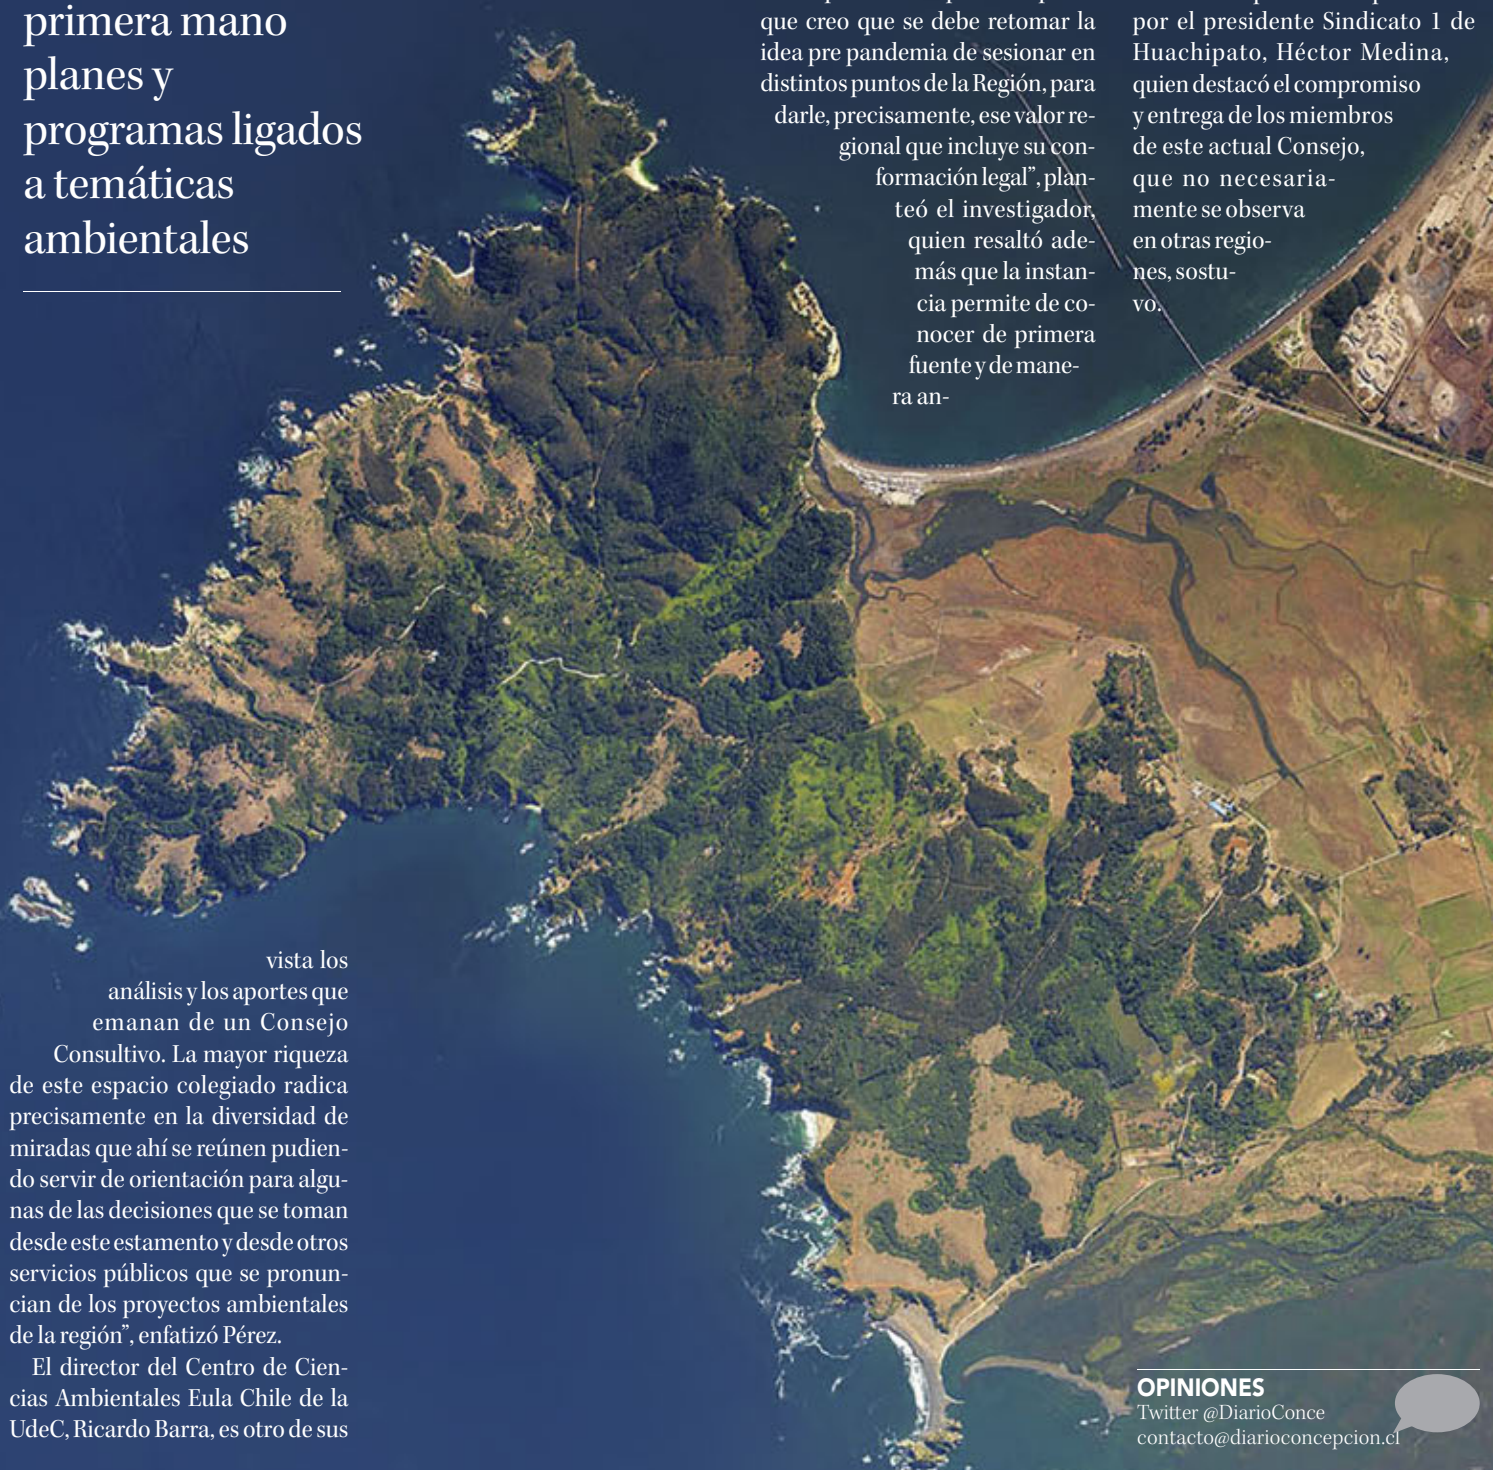 primera mano
planes y
programas ligados
a temáticas
ambientales
vista los
análisis y los aportes que
emanan de un Consejo
Consultivo. La mayor riqueza
de este espacio colegiado radica
precisamente en la diversidad de
miradas que ahí se reúnen pudien-
do servir de orientación para algu-
nas de las decisiones que se toman
desde este estamento y desde otros
servicios públicos que se pronun-
cian de los proyectos ambientales
de la región”, enfatizó Pérez.
El director del Centro de Cien-
cias Ambientales Eula Chile de la
UdeC, Ricardo Barra, es otro de sus
que creo que se debe retomar la
idea pre pandemia de sesionar en
distintos puntos de la Región, para
darle, precisamente, ese valor re-
gional que incluye su con-
formación legal”, plan-
teó el investigador,
quien resaltó ade-
más que la instan-
cia permite de co-
nocer de primera
fuente y de mane-
ra an-
por el presidente Sindicato 1 de
Huachipato, Héctor Medina,
quien destacó el compromiso
y entrega de los miembros
de este actual Consejo,
que no necesaria-
mente se observa
en otras regio-
nes, sostu-
vo.
OPINIONES
Twitter @DiarioConce
contacto@diarioconcepcion.cl